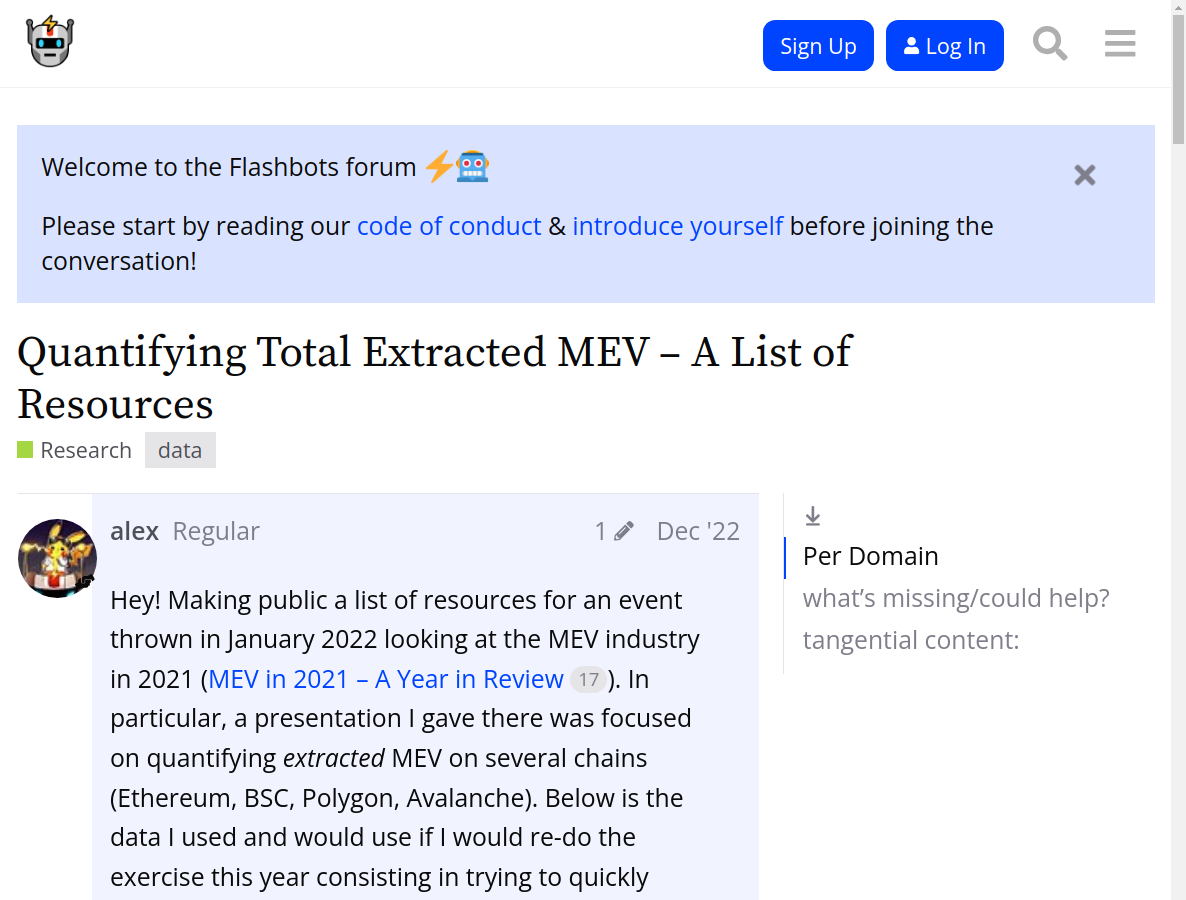 Sign Up
Log In
Welcome to the Flashbots forum
Please start by reading our code of conduct & introduce yourself before joining the
conversation!
Quantifying Total Extracted MEV – A List of
Resources
Research data
alex Regular 1 Dec '22
Hey! Making public a list of resources for an event
thrown in January 2022 looking at the MEV industry
in 2021 (MEV in 2021 – A Year in Review 17). In
particular, a presentation I gave there was focused
on quantifying extracted MEV on several chains
(Ethereum, BSC, Polygon, Avalanche). Below is the
data I used and would use if I would re-do the
exercise this year consisting in trying to quickly
Per Domain
what’s missing/could help?
tangential content: